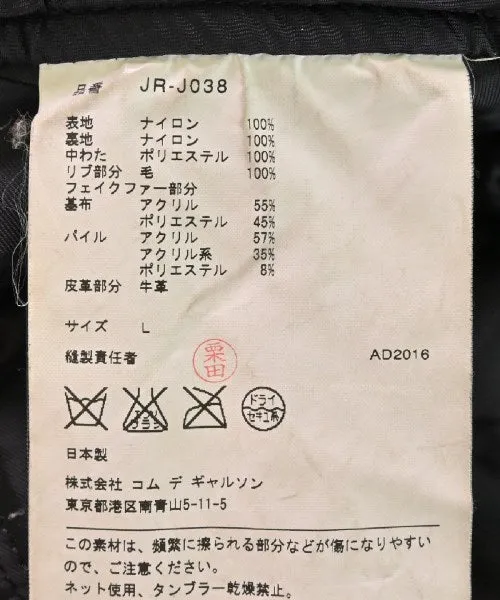 品番 JR-J038
表地 ナイロン 100%
裏地 ナイロン 100%
中わた ポリエステル 100%
リブ部分 毛 100%
フェイクファー部分
基布 アクリル 55%
ポリエステル 45%
パイル アクリル 57%
アクリル系 35%
ポリエステル 8%
皮革部分 牛革
サイズ L
縫製責任者 栗田 AD2016
エンソ サラシ ドライ セキユ系
日本製
株式会社 コム デ ギャルソン
東京都港区南青山5-11-5
この素材は、頻繁に擦られる部分などが傷になりやすい
ので、ご注意ください。
ネット使用、タンブラー乾燥禁止。